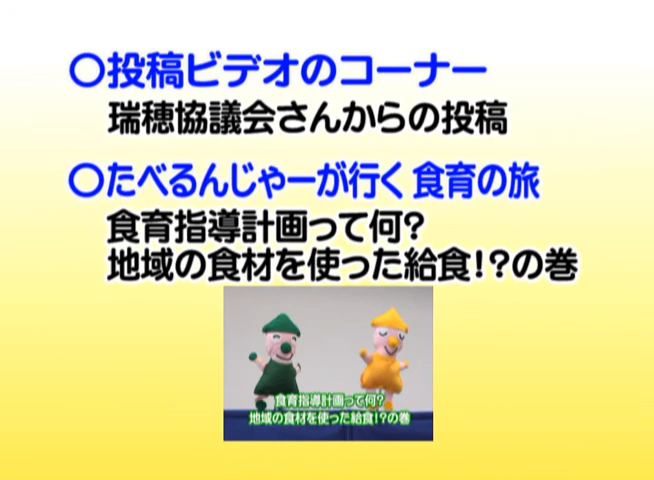 ○投稿ビデオのコーナー
瑞穂協議会さんからの投稿
○たべるんじゃーが行く 食育の旅
食育指導計画って何?
地域の食材を使った給食!?の巻
食育指導計画って何?
地域の食材を使った給食!?の巻